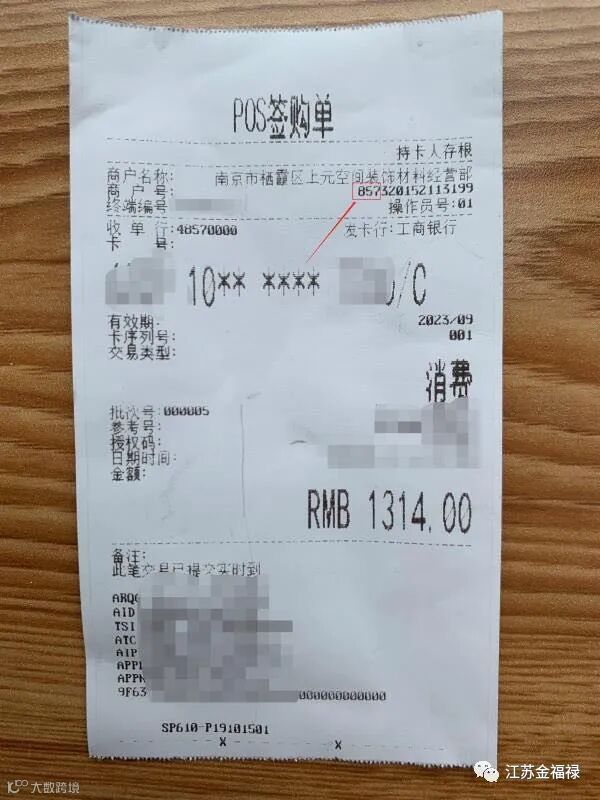 POS签购单
持卡人存根
商户名称: 南京市栖霞区上元空间装饰材料经营部
商户号: 857320152113199
终端编号 操作员号:01
收单行:48570000 发卡行:工商银行
卡号:
10** **** /C
有效期: 2023/09
卡序列号: 001
交易类型:
消费
批次号:000005
参考号:
授权码:
日期时间:
金额:
RMB 1314.00
备注:
此笔交易已提交实时到
ARQC
AID
TSI
ATC
AIP
APPL
APPN
9F63 000000000000
SP610-P19101501
X X
大数跨境
江苏金福禄